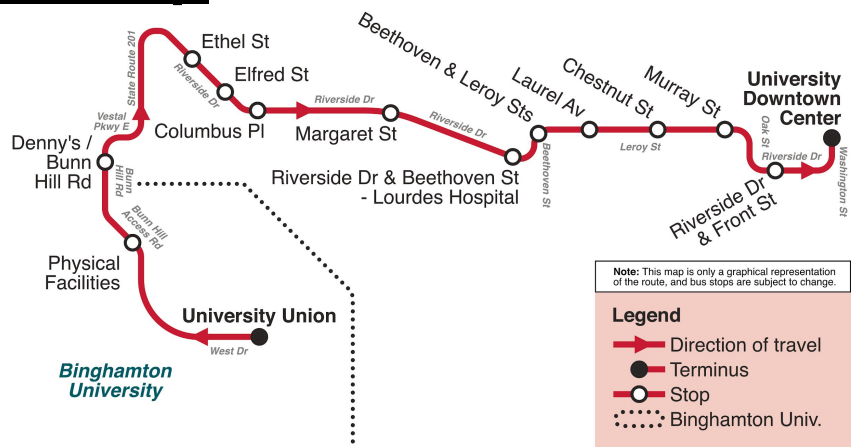 Ethel St
Elfred St
State Route 201
Riverside Dr
Vestal
Pkwy E
Columbus Pl
Riverside Dr
Margaret St
Riverside Dr
Beethoven & Leroy Sts
Laurel Av
Chestnut St
Murray St
University
Downtown
Center
Denny's /
Bunn
Hill Rd
Bunn
Hill Rd
Riverside Dr & Beethoven St
- Lourdes Hospital
Beethoven St
Leroy St
Oak St
Riverside Dr
Washington St
Riverside Dr
& Front St
Bunn Hill
Access Rd
Physical
Facilities
University Union
West Dr
Binghamton
University
Note: This map is only a graphical representation
of the route, and bus stops are subject to change.
Legend
Direction of travel
Terminus
Stop
Binghamton Univ.